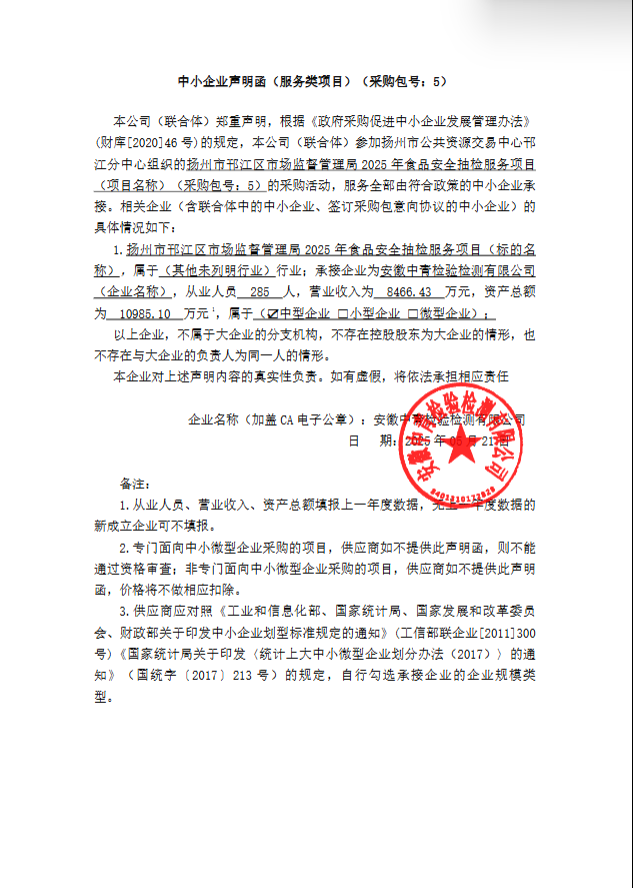 中小企业声明函（服务类项目）（采购包号：5）
本公司（联合体）郑重声明，根据《政府采购促进中小企业发展管理办法》
(财库[2020]46 号)的规定，本公司（联合体）参加扬州市公共资源交易中心邗
江分中心组织的扬州市邗江区市场监督管理局 2025 年食品安全抽检服务项目
（项目名称）（采购包号：5）的采购活动，服务全部由符合政策的中小企业承
接。相关企业（含联合体中的中小企业、签订采购包意向协议的中小企业）的
具体情况如下：
1.扬州市邗江区市场监督管理局 2025 年食品安全抽检服务项目（标的名
称），属于（其他未列明行业）行业；承接企业为安徽中青检验检测有限公司
（企业名称），从业人员 285 人，营业收入为 8466.43 万元，资产总额
为 10985.10 万元¹，属于（☑中型企业 □小型企业 □微型企业）；
以上企业，不属于大企业的分支机构，不存在控股股东为大企业的情形，也
不存在与大企业的负责人为同一人的情形。
本企业对上述声明内容的真实性负责。如有虚假，将依法承担相应责任
企业名称（加盖 CA 电子公章）：安徽中青检验检测有限公司
日 期：2025 年 05 月 21 日
安徽中青检验检测有限公司
备注：
1.从业人员、营业收入、资产总额填报上一年度数据，无上一年度数据的
新成立企业可不填报。
2.专门面向中小微型企业采购的项目，供应商如不提供此声明函，则不能
通过资格审查；非专门面向中小微型企业采购的项目，供应商如不提供此声明
函，价格将不做相应扣除。
3.供应商应对照《工业和信息化部、国家统计局、国家发展和改革委员
会、财政部关于印发中小企业划型标准规定的通知》(工信部联企业[2011]300
号)《国家统计局关于印发〈统计上大中小微型企业划分办法（2017）〉的通
知》（国统字〔2017〕213 号）的规定，自行勾选承接企业的企业规模类
型。